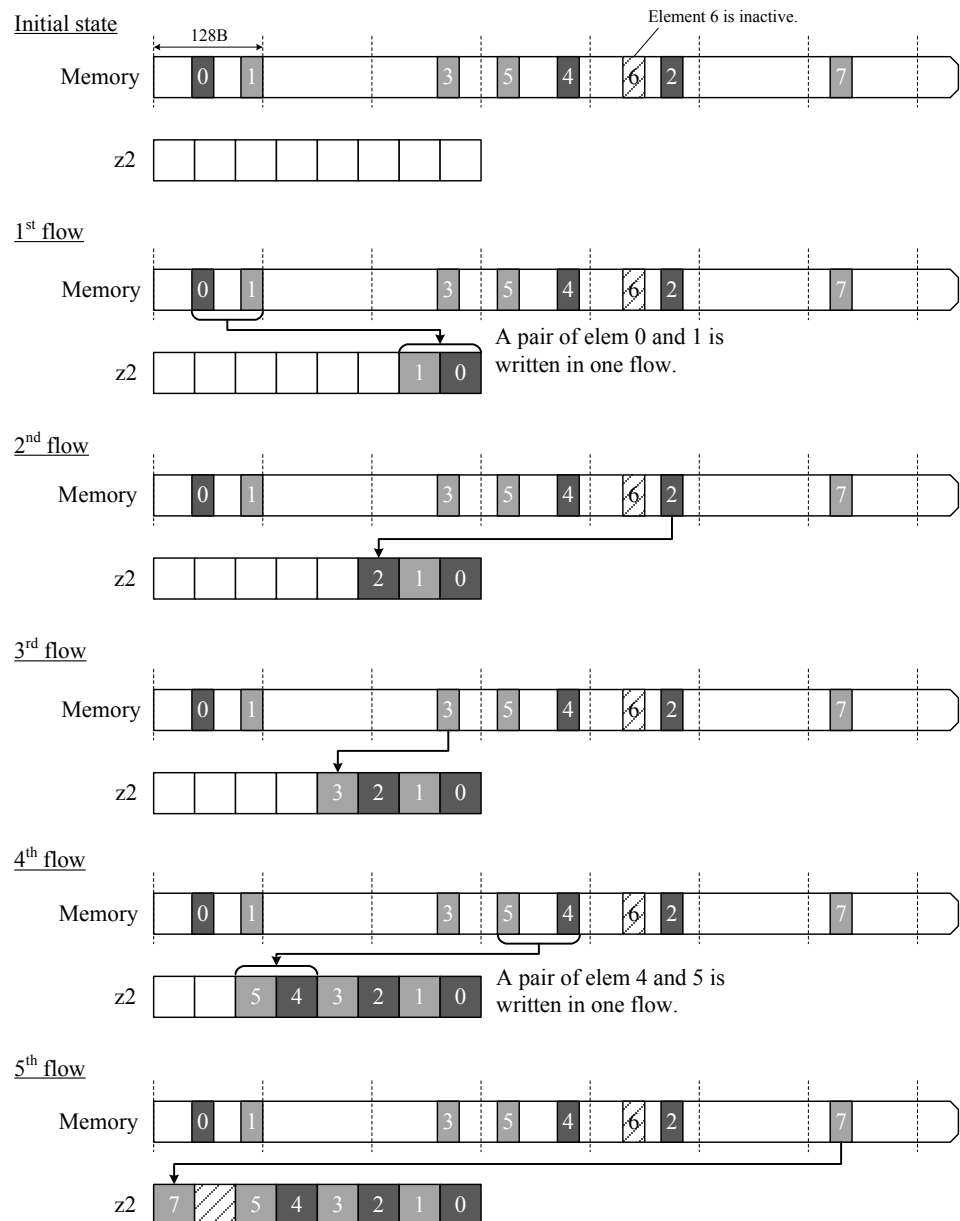 Initial state
Element 6 is inactive.
128B
Memory 0 1 3 5 4 6 2 7
z2
1st flow
Memory 0 1 3 5 4 6 2 7
A pair of elem 0 and 1 is
written in one flow.
z2 1 0
2nd flow
Memory 0 1 3 5 4 6 2 7
z2 2 1 0
3rd flow
Memory 0 1 3 5 4 6 2 7
z2 3 2 1 0
4th flow
Memory 0 1 3 5 4 6 2 7
z2 5 4 3 2 1 0
A pair of elem 4 and 5 is
written in one flow.
5th flow
Memory 0 1 3 5 4 6 2 7
z2 7 5 4 3 2 1 0